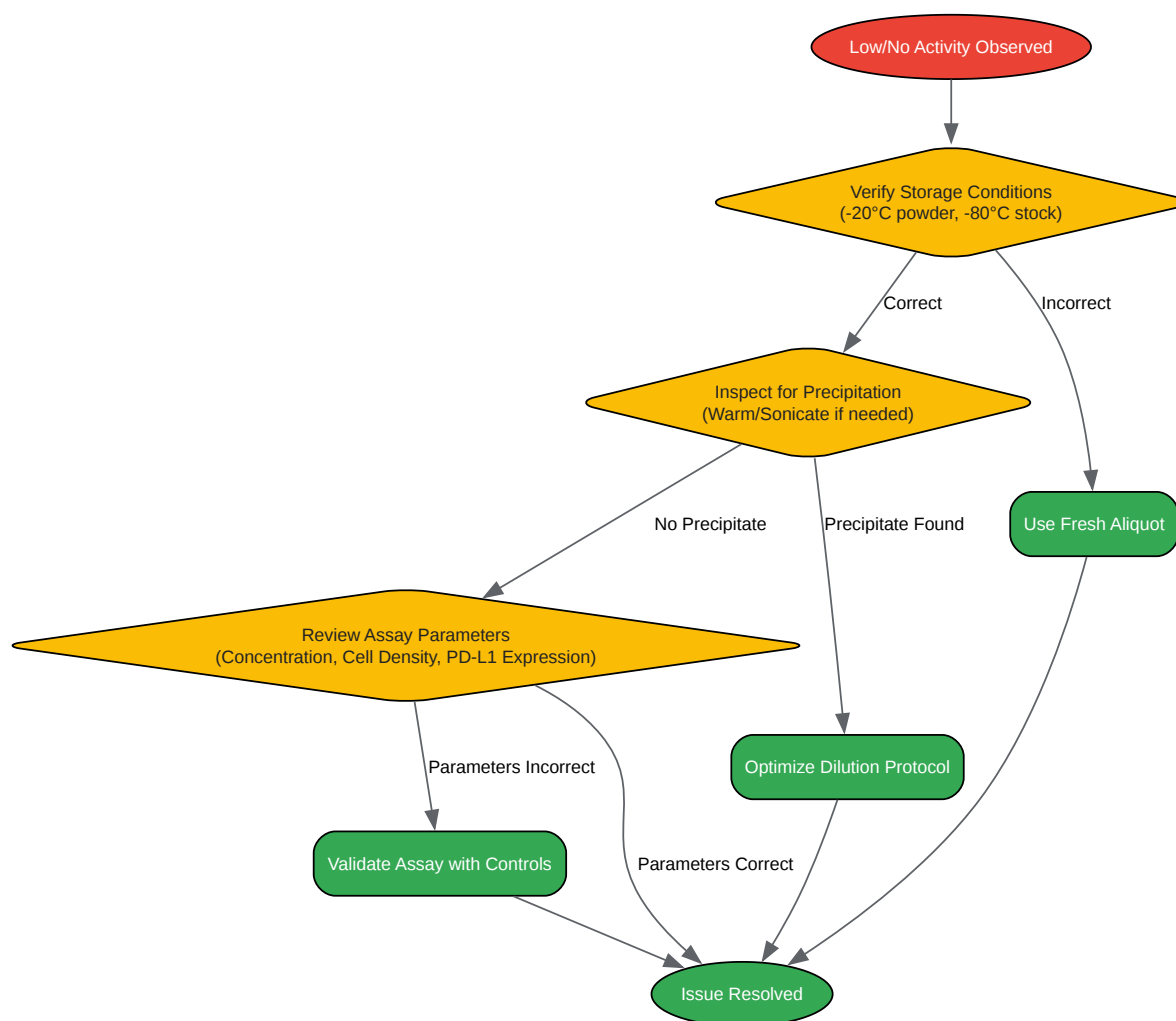 Low/No Activity Observed
Verify Storage Conditions
(-20°C powder, -80°C stock)
Correct
Incorrect
Inspect for Precipitation
(Warm/Sonicate if needed)
No Precipitate
Precipitate Found
Use Fresh Aliquot
Review Assay Parameters
(Concentration, Cell Density, PD-L1 Expression)
Parameters Incorrect
Optimize Dilution Protocol
Validate Assay with Controls
Parameters Correct
Issue Resolved